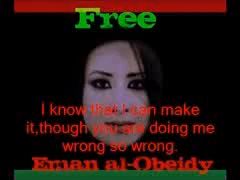 Free
I know that I can make
it,though you are doing me
wrong so wrong.
Eman al-Obeidy